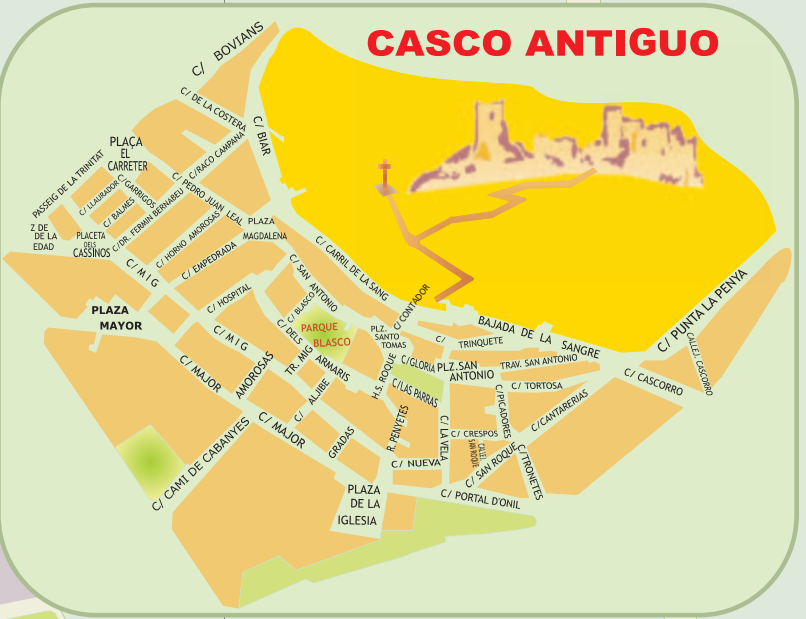 CASCO ANTIGUO
C/ BOVIANS
C/ DE LA COSTERA
C/ BIAR
PLAÇA
EL
CARRETER
C/RACO CAMPANA
PASSEIG DE LA TRINITAT
C/ LLAURADOR
C/ GARRIGOS
C/ BALMES
C/ PEDRO JUAN LEAL
C/DR. FERMIN BERNABEU
C/ HORNO AMOROSAS
C/ EMPEDRADA
PLAZA
MAGDALENA
Z DE
DE LA
EDAD
PLACETA
DELS
CASSINOS
C/ M I G
C/ CARRIL DE LA SANG
C/ SAN ANTONIO
C/ HOSPITAL
C/ BLASCO
C/ DELS
ARMARIS
PARQUE
BLASCO
C/ CONTADOR
PLZ.
SANTO
TOMAS
PLAZA
MAYOR
C/ M I G
TR. MIG
C/ MAJOR
AMOROSAS
C/ ALJIBE
C/ MAJOR
GRADAS
C/ CAMI DE CABANYES
H.S. ROQUE
C/GLORIA
C/LAS PARRAS
R. PENYETES
C/ TRINQUETE
BAJADA DE LA SANGRE
PLZ.SAN
ANTONIO
TRAV. SAN ANTONIO
C/ TORTOSA
C/PICADORES
C/CANTARERIAS
C/ LA VELA
C/ CRESPOS
CALLEJ.
SAN ROQUE
C/ SAN ROQUE
C/TRONETES
C/ NUEVA
C/ PORTAL D'ONIL
PLAZA
DE LA
IGLESIA
C/ PUNTA LA PENYA
CALLEJ. CASCORRO
C/ CASCORRO